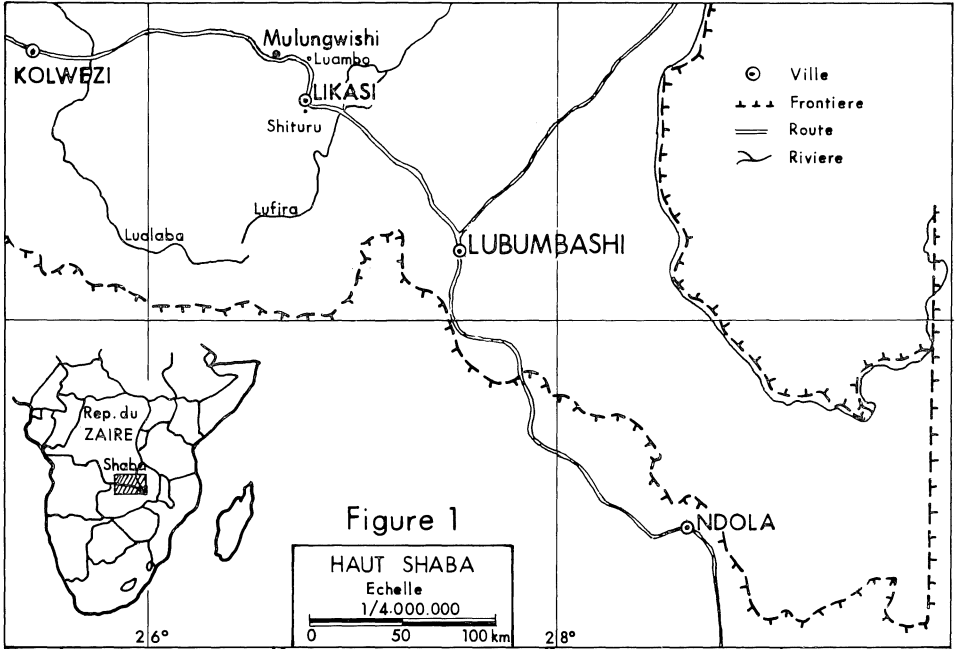 Mulungwishi
Luambo
KOLWEZI
LIKASI
Shituru
Lufira
Lualaba
LUBUMBASHI
Ville
Frontiere
Route
Riviere
Rep. du
ZAIRE
Shaba
NDOLA
Figure 1
HAUT SHABA
Echelle
1/4.000.000
0 50 100 km
26° 28°